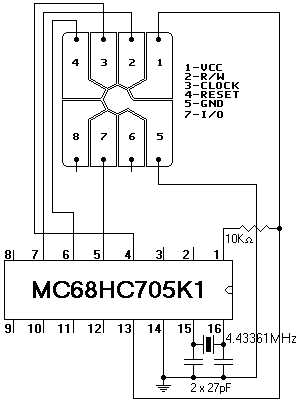 4 3 2 1
1-VCC
2-R/W
3-CLOCK
4-RESET
5-GND
7-I/O
8 7 6 5
10KΩ
8 7 6 5 4 3 2 1
MC68HC705K1
9 10 11 12 13 14 15 16
4.43361MHz
2 x 27pF